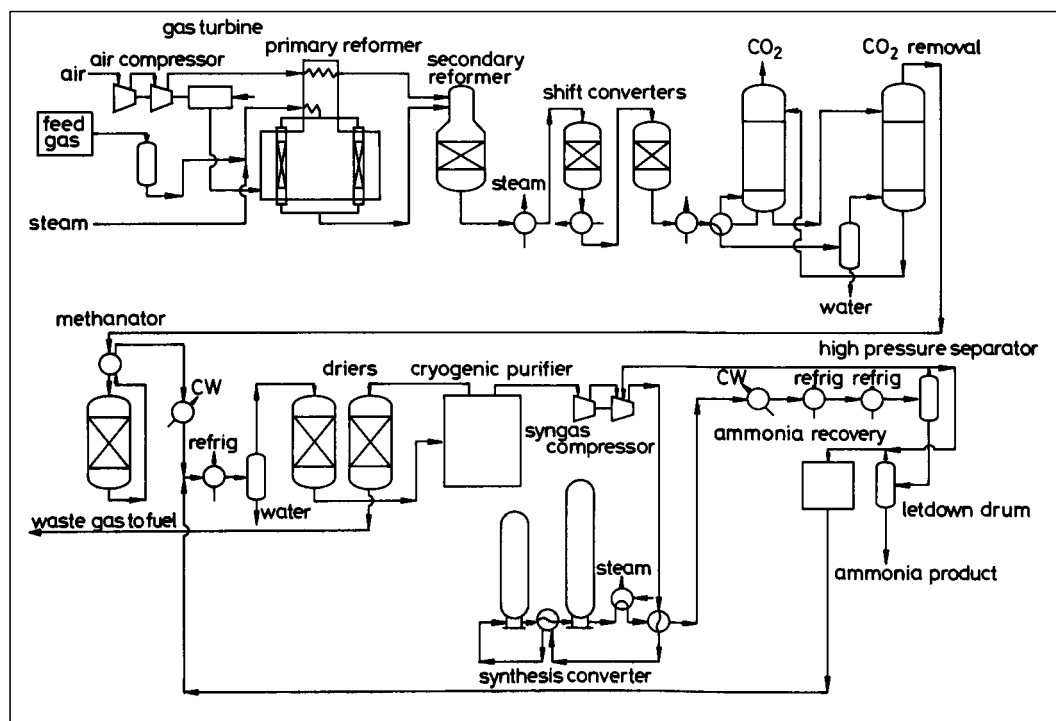 gas turbine
air compressor
air
primary reformer
secondary
reformer
CO2
CO2 removal
shift converters
feed
gas
steam
steam
water
methanator
high pressure separator
driers
cryogenic purifier
CW
CW
refrig
refrig
refrig
syngas
compressor
ammonia recovery
water
waste gas to fuel
letdown drum
steam
ammonia product
synthesis converter